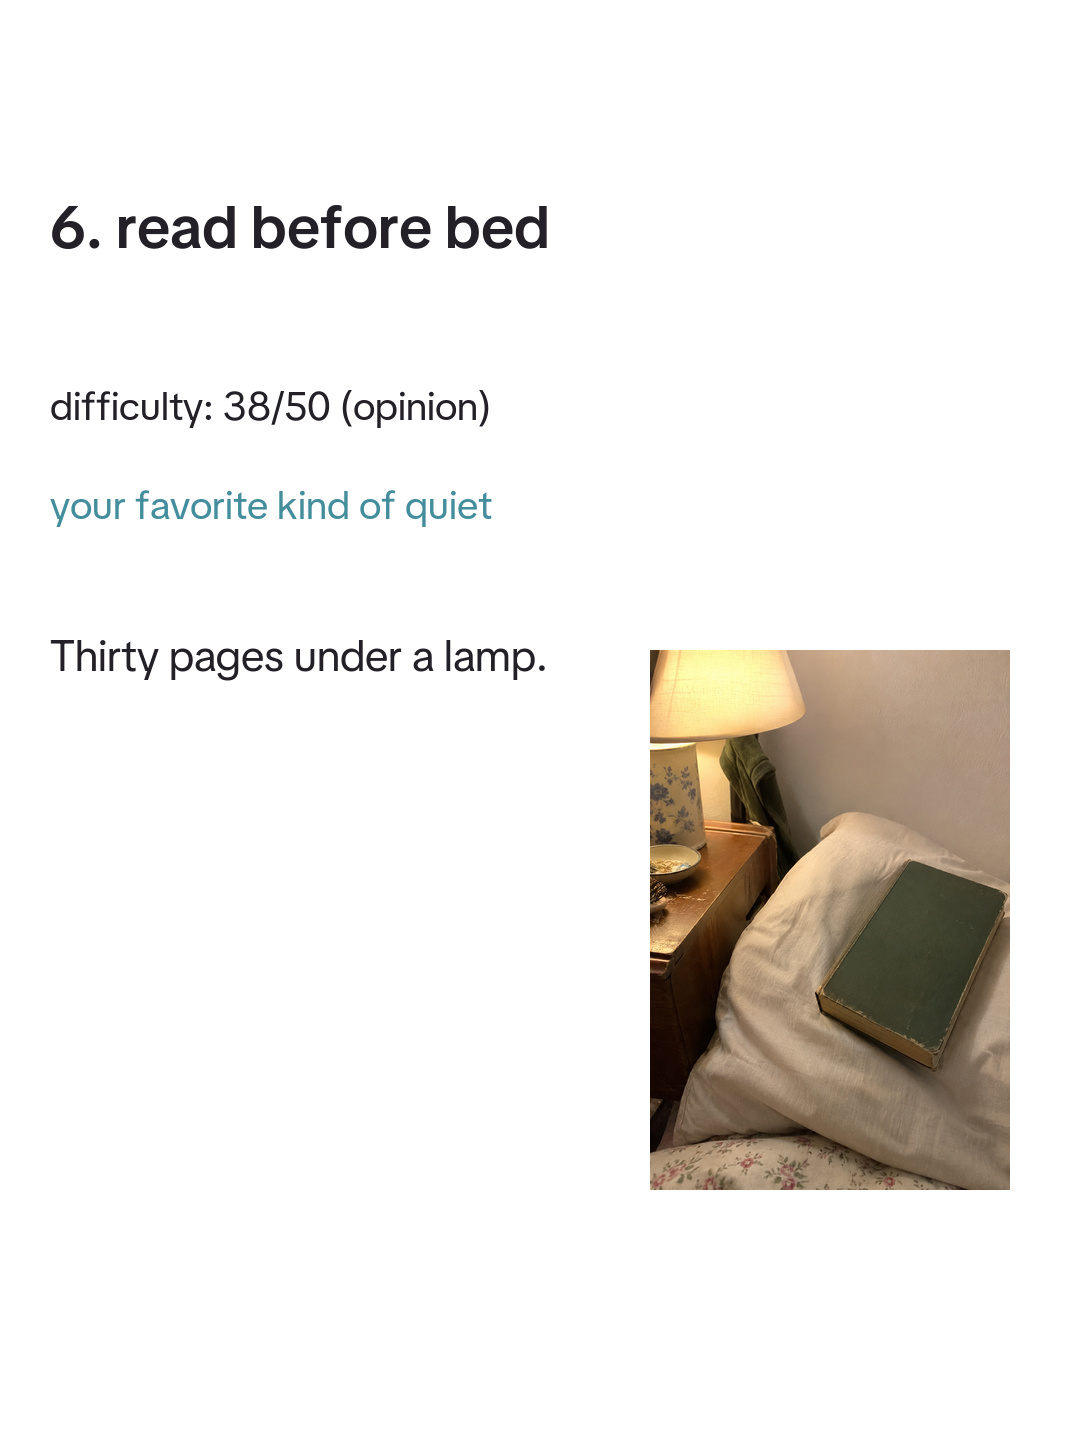 6. read before bed
difficulty: 38/50 (opinion)
your favorite kind of quiet
Thirty pages under a lamp.